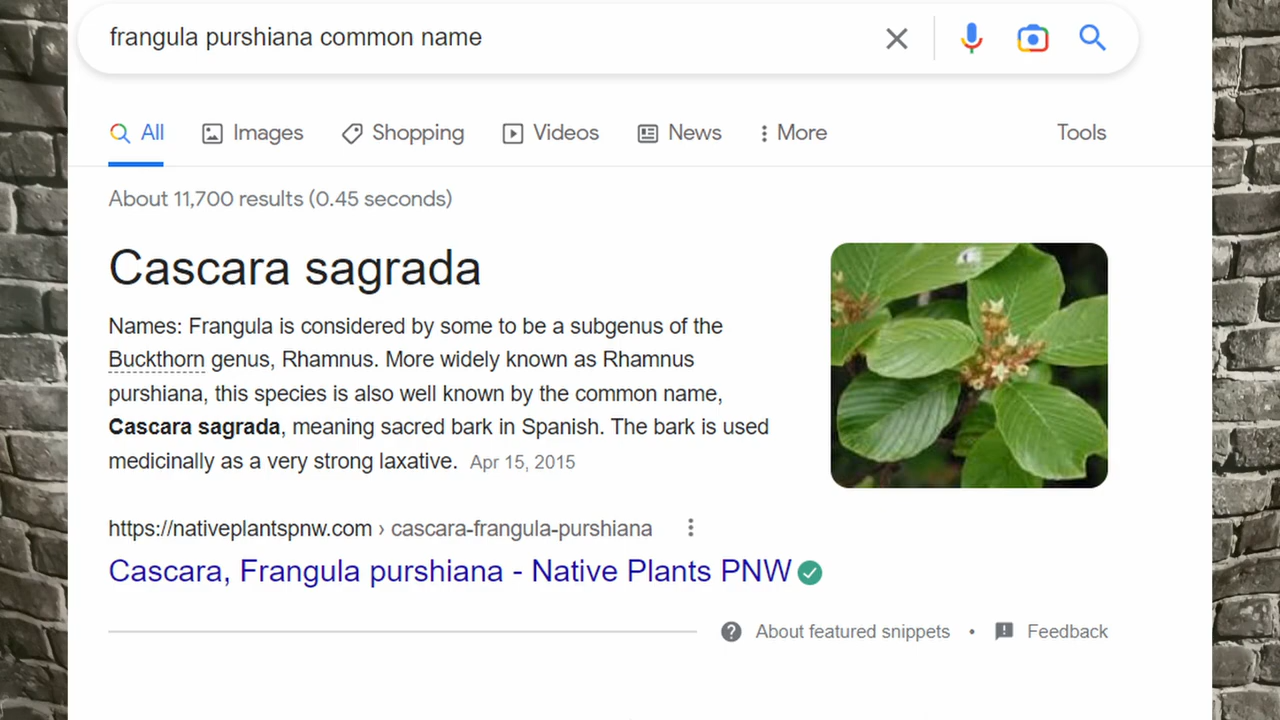 frangula purshiana common name
All Images Shopping Videos News More Tools
About 11,700 results (0.45 seconds)
Cascara sagrada
Names: Frangula is considered by some to be a subgenus of the
Buckthorn genus, Rhamnus. More widely known as Rhamnus
purshiana, this species is also well known by the common name,
Cascara sagrada, meaning sacred bark in Spanish. The bark is used
medicinally as a very strong laxative. Apr 15, 2015
https://nativeplantspnw.com › cascara-frangula-purshiana
Cascara, Frangula purshiana - Native Plants PNW
About featured snippets • Feedback